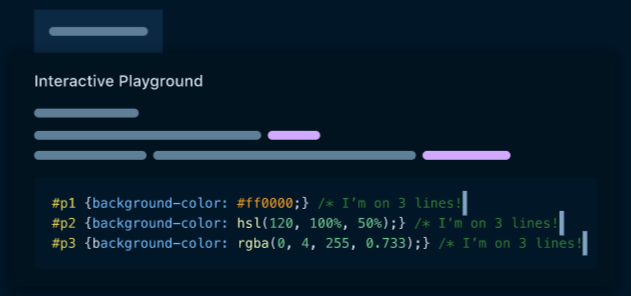 Interactive Playground
#p1 {background-color: #ff0000;} /* I'm on 3 lines!
#p2 {background-color: hsl(120, 100%, 50%);} /* I'm on 3 lines!
#p3 {background-color: rgba(0, 4, 255, 0.733);} /* I'm on 3 lines!